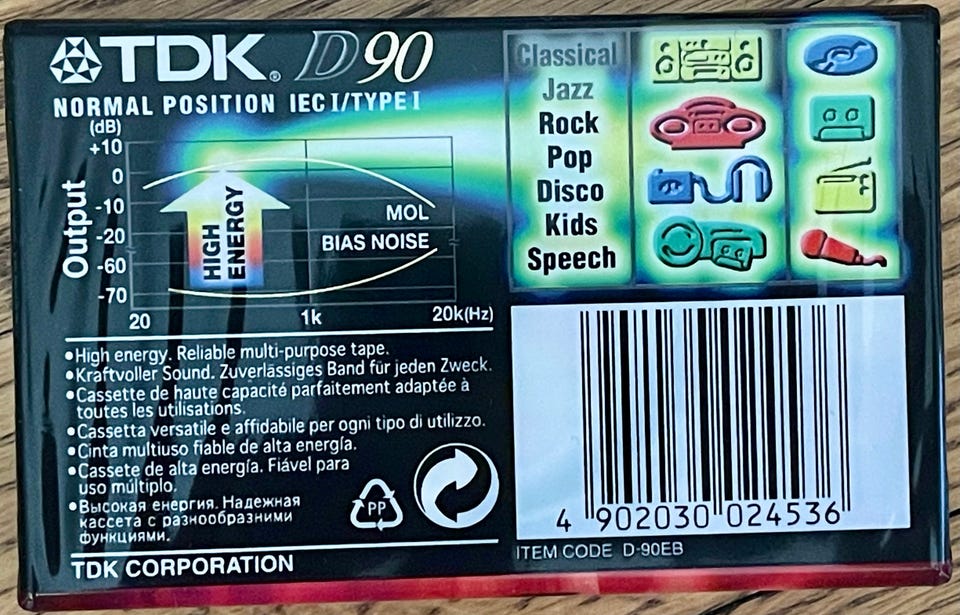 TDK® D90
NORMAL POSITION IEC I/TYPE I
(dB)
+10
0
-10
-20
-60
-70
Output
HIGH
ENERGY
MOL
BIAS NOISE
20 1k 20k(Hz)
Classical
Jazz
Rock
Pop
Disco
Kids
Speech
•High energy. Reliable multi-purpose tape.
•Kraftvoller Sound. Zuverlässiges Band für jeden Zweck.
•Cassette de haute capacité parfaitement adaptée à
toutes les utilisations.
•Cassetta versatile e affidabile per ogni tipo di utilizzo.
•Cinta multiuso fiable de alta energía.
•Cassete de alta energía. Fiável para
uso múltiplo.
•Высокая енергия. Надежная
кассета с разнообразними
функциями.
PP
TDK CORPORATION
4 902030 024536
ITEM CODE D-90EB